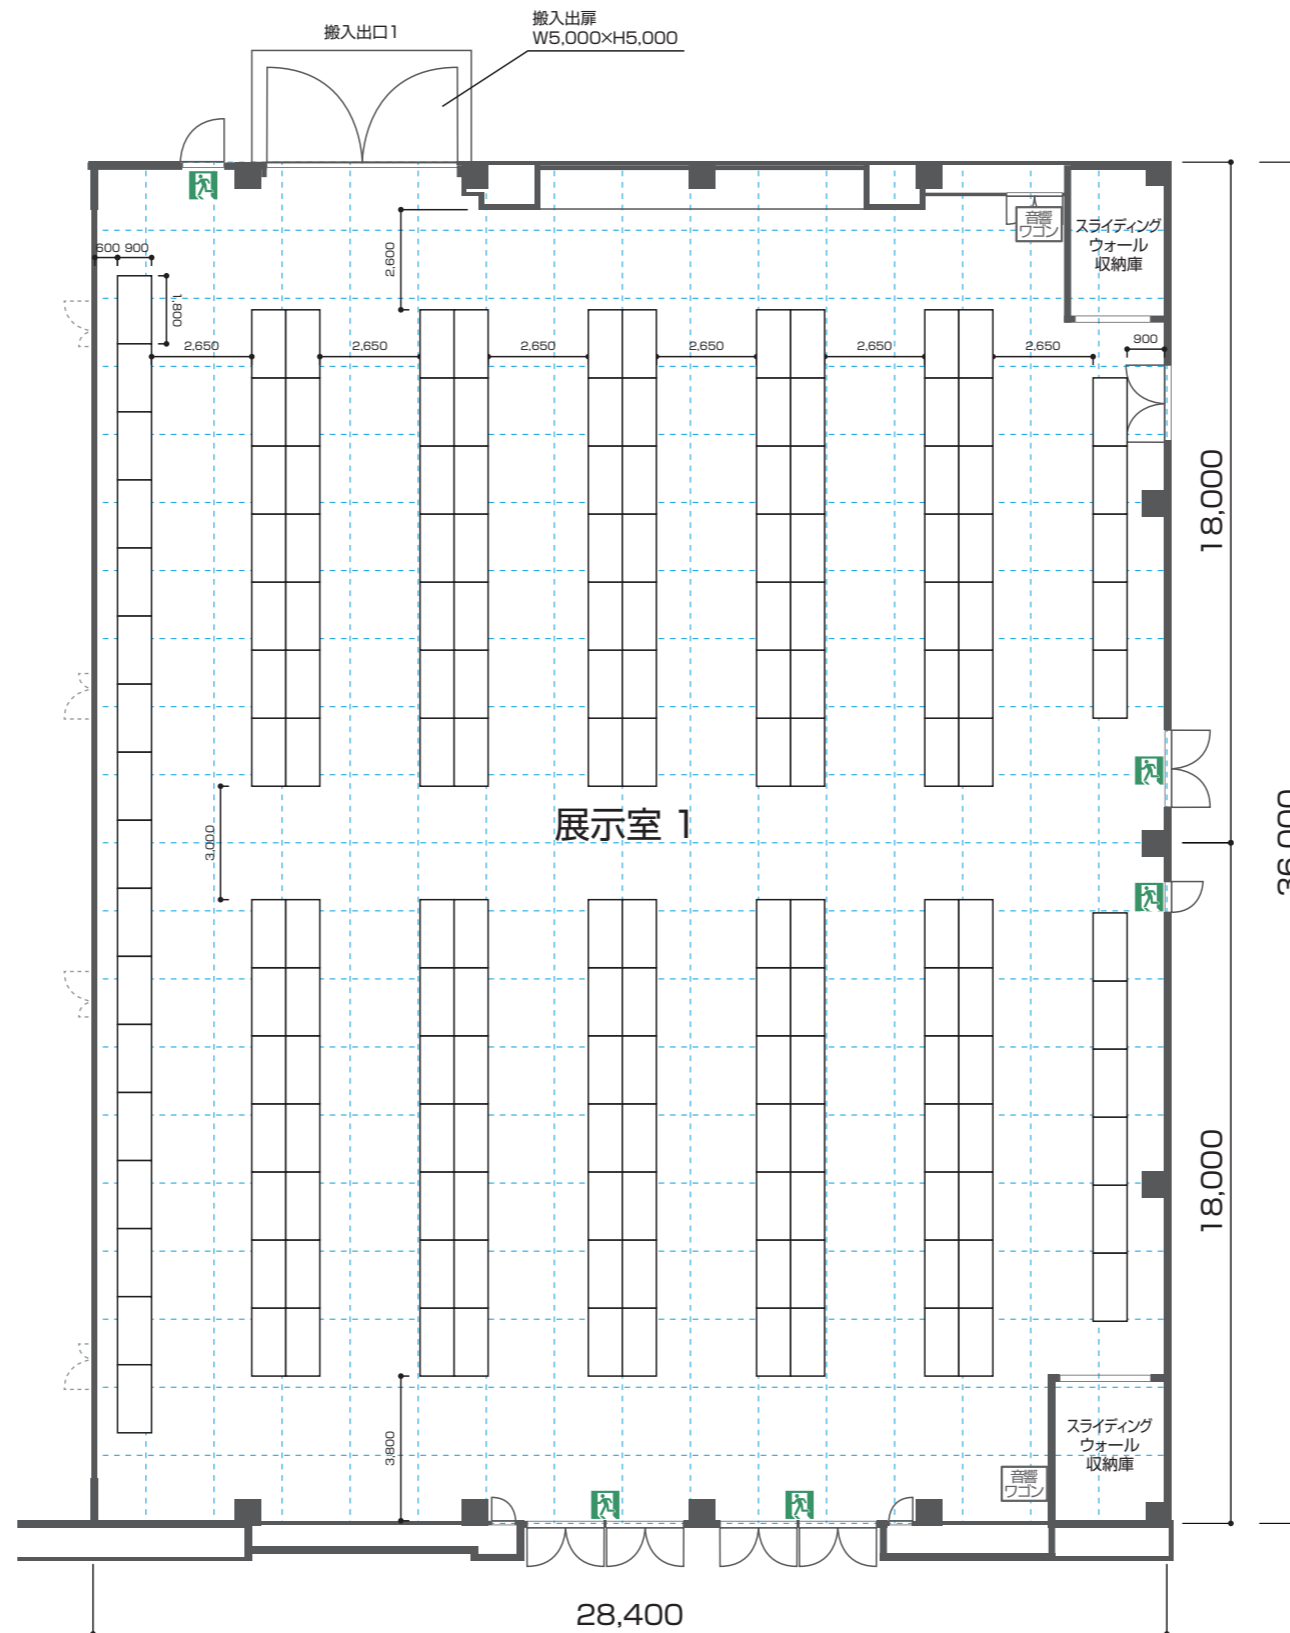 搬入出口1
搬入出扉
W5,000×H5,000
音響
ワゴン
スライディング
ウォール
収納庫
600
900
2,600
1,800
2,650
2,650
2,650
2,650
2,650
2,650
900
18,000
展示室 1
3,000
36,000
18,000
3,800
スライディング
ウォール
収納庫
音響
ワゴン
28,400